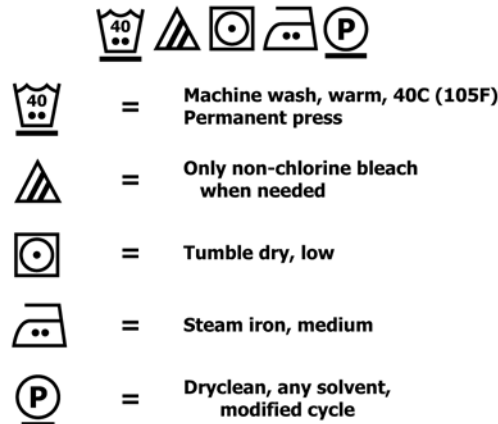 40 P
40 = Machine wash, warm, 40C (105F)
Permanent press
= Only non-chlorine bleach
when needed
= Tumble dry, low
= Steam iron, medium
P = Dryclean, any solvent,
modified cycle